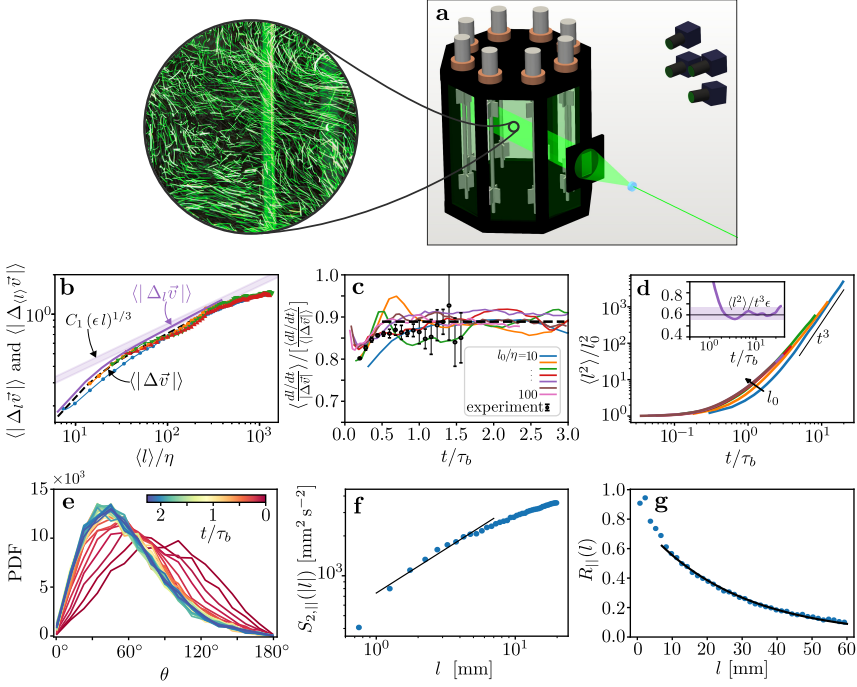 a
b
⟨| Δ_l v⃗ |⟩ and ⟨| Δ_⟨l⟩ v⃗ |⟩
10^0
C_1 (ϵ l)^{1/3}
⟨| Δ_l v⃗ |⟩
⟨| Δv⃗ |⟩
10^1 10^2 10^3
⟨l⟩/η
c
⟨ (dl/dt)/|Δv⃗| ⟩/[ ⟨dl/dt⟩/⟨|Δv⃗|⟩ ]
1.0
0.9
0.8
0.7
l_0/η=10
⋮
100
experiment
0.0 0.5 1.0 1.5 2.0 2.5 3.0
t/τ_b
d
⟨l^2⟩/l_0^2
10^3
10^2
10^1
10^0
0.8
0.6
0.4
⟨l^2⟩/t^3ϵ
10^0 10^1
t/τ_b
t^3
l_0
10^{-1} 10^0 10^1
t/τ_b
e
×10^3
PDF
15
10
5
0
2 1 0
t/τ_b
0° 60° 120° 180°
θ
f
S_{2,||}(|l|) [mm^2 s^{-2}]
10^3
10^0 10^1
l [mm]
g
R_{||}(l)
1.0
0.8
0.6
0.4
0.2
0.0
0 10 20 30 40 50 60
l [mm]